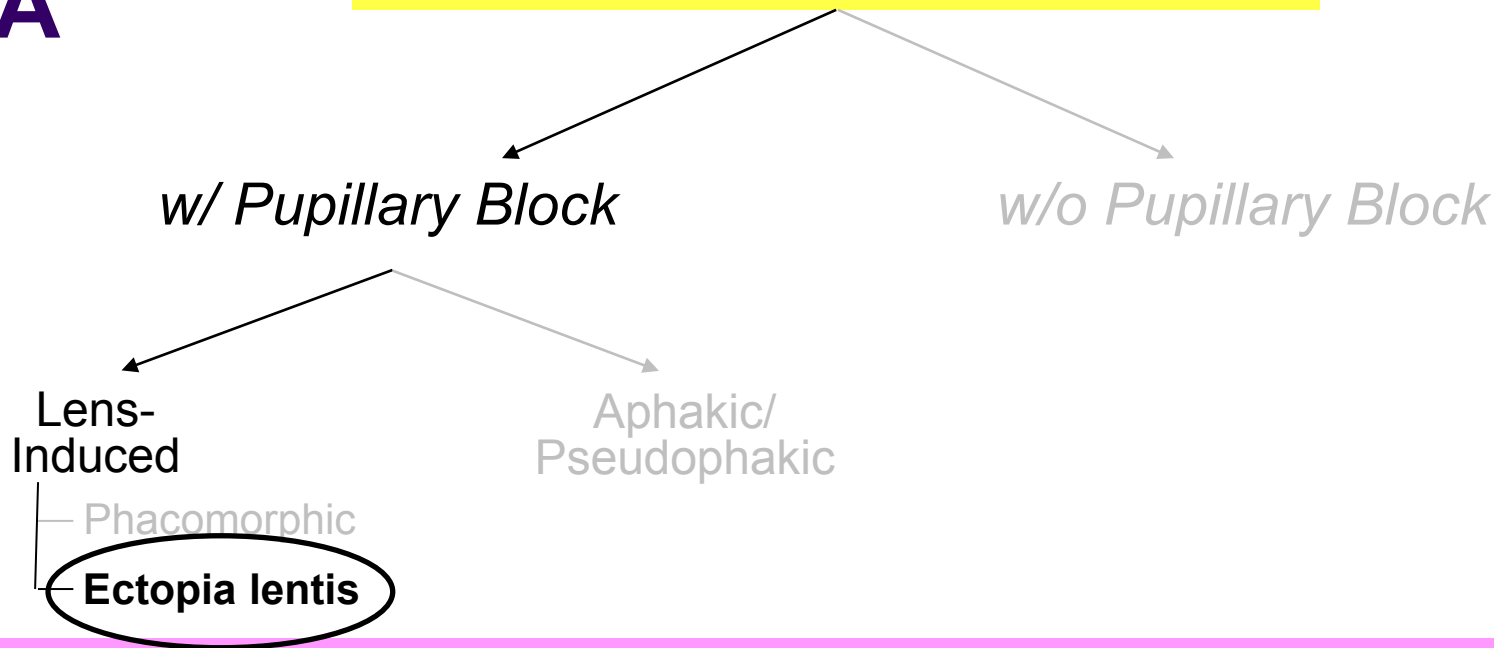 A
w/ Pupillary Block
w/o Pupillary Block
Lens-
Induced
Aphakic/
Pseudophakic
Phacomorphic
Ectopia lentis